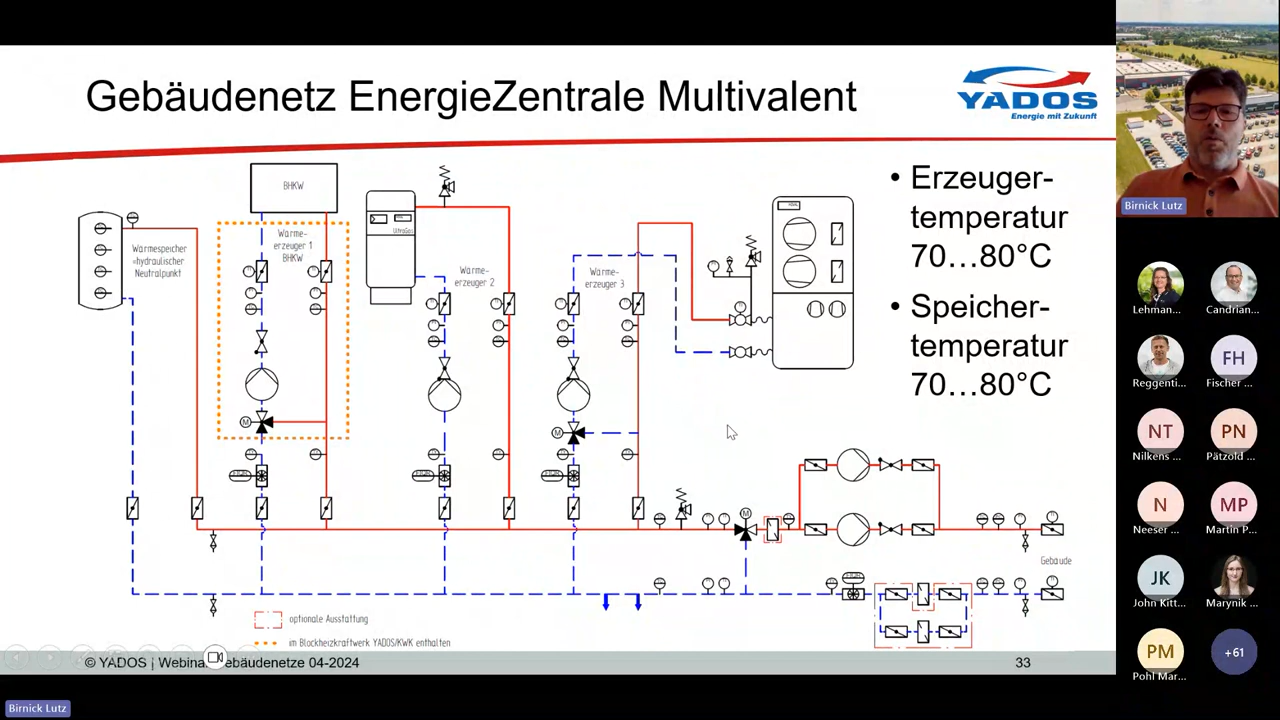 Gebäudenetz EnergieZentrale Multivalent
YADOS
Energie mit Zukunft
BHKW
Wärme-
erzeuger 1
BHKW
Wärmespeicher
=hydraulischer
Neutralpunkt
UltraGas
Wärme-
erzeuger 2
Wärme-
erzeuger 3
• Erzeuger-
temperatur
70...80°C
• Speicher-
temperatur
70...80°C
M
M
M
Gebäude
optionale Ausstattung
im Blockheizkraftwerk YADOS/KWK enthalten
© YADOS | Webinar Gebäudenetze 04-2024
33
Birnick Lutz
Birnick Lutz
Lehman...
Candrian...
Reggenti...
FH
Fischer ...
NT
Nilkens ...
PN
Pätzold ...
N
Neeser ...
MP
Martin P...
JK
John Kitt...
Marynik ...
PM
Pohl Mar...
+61